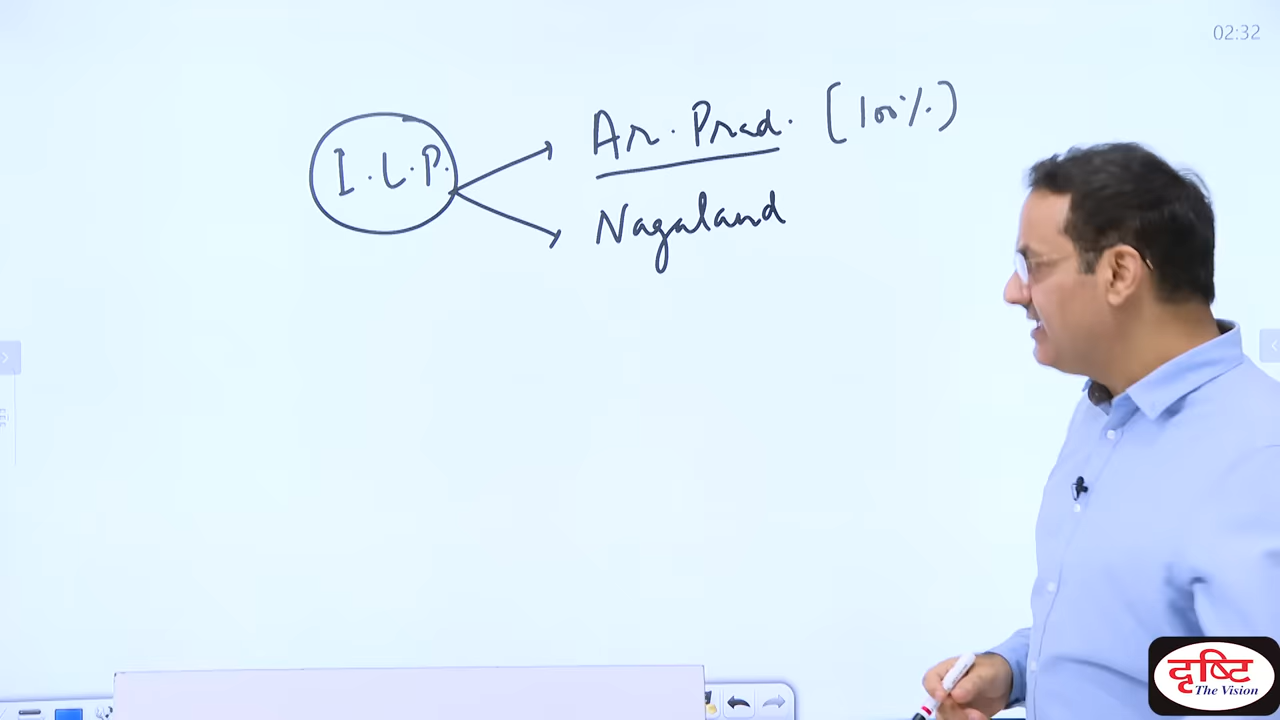 02:32
I.L.P.
Ar. Prad. [100%)
Nagaland
दृष्टि
The Vision